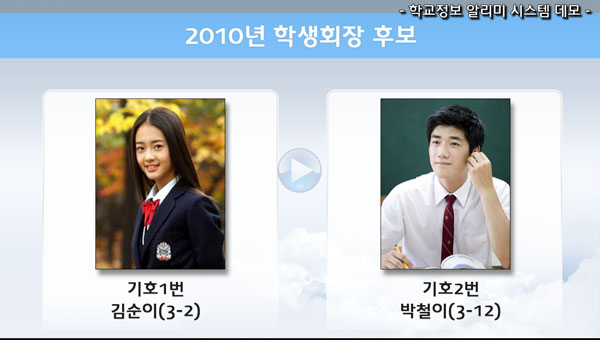 - 학교정보 알리미 시스템 데모 -
2010년 학생회장 후보
기호1번
김순이(3-2)
기호2번
박철이(3-12)